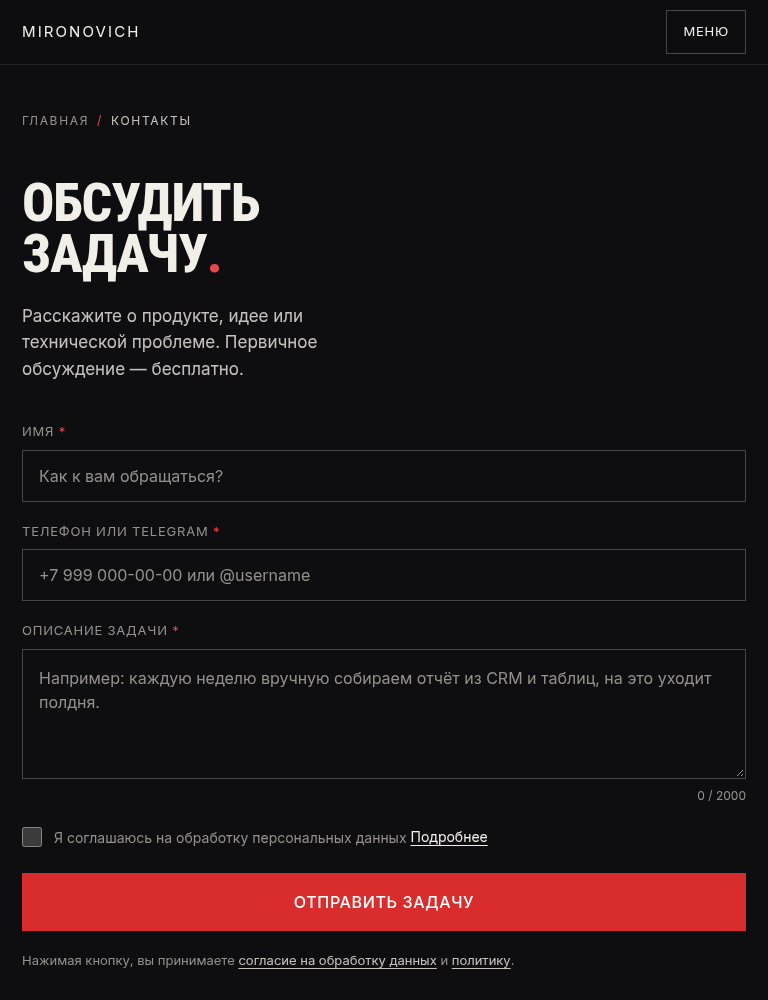 MIRONOVICH
МЕНЮ
ГЛАВНАЯ / КОНТАКТЫ
ОБСУДИТЬ
ЗАДАЧУ.
Расскажите о продукте, идее или
технической проблеме. Первичное
обсуждение — бесплатно.
ИМЯ *
Как к вам обращаться?
ТЕЛЕФОН ИЛИ TELEGRAM *
+7 999 000-00-00 или @username
ОПИСАНИЕ ЗАДАЧИ *
Например: каждую неделю вручную собираем отчёт из CRM и таблиц, на это уходит
полдня.
0 / 2000
Я соглашаюсь на обработку персональных данных Подробнее
ОТПРАВИТЬ ЗАДАЧУ
Нажимая кнопку, вы принимаете согласие на обработку данных и политику.